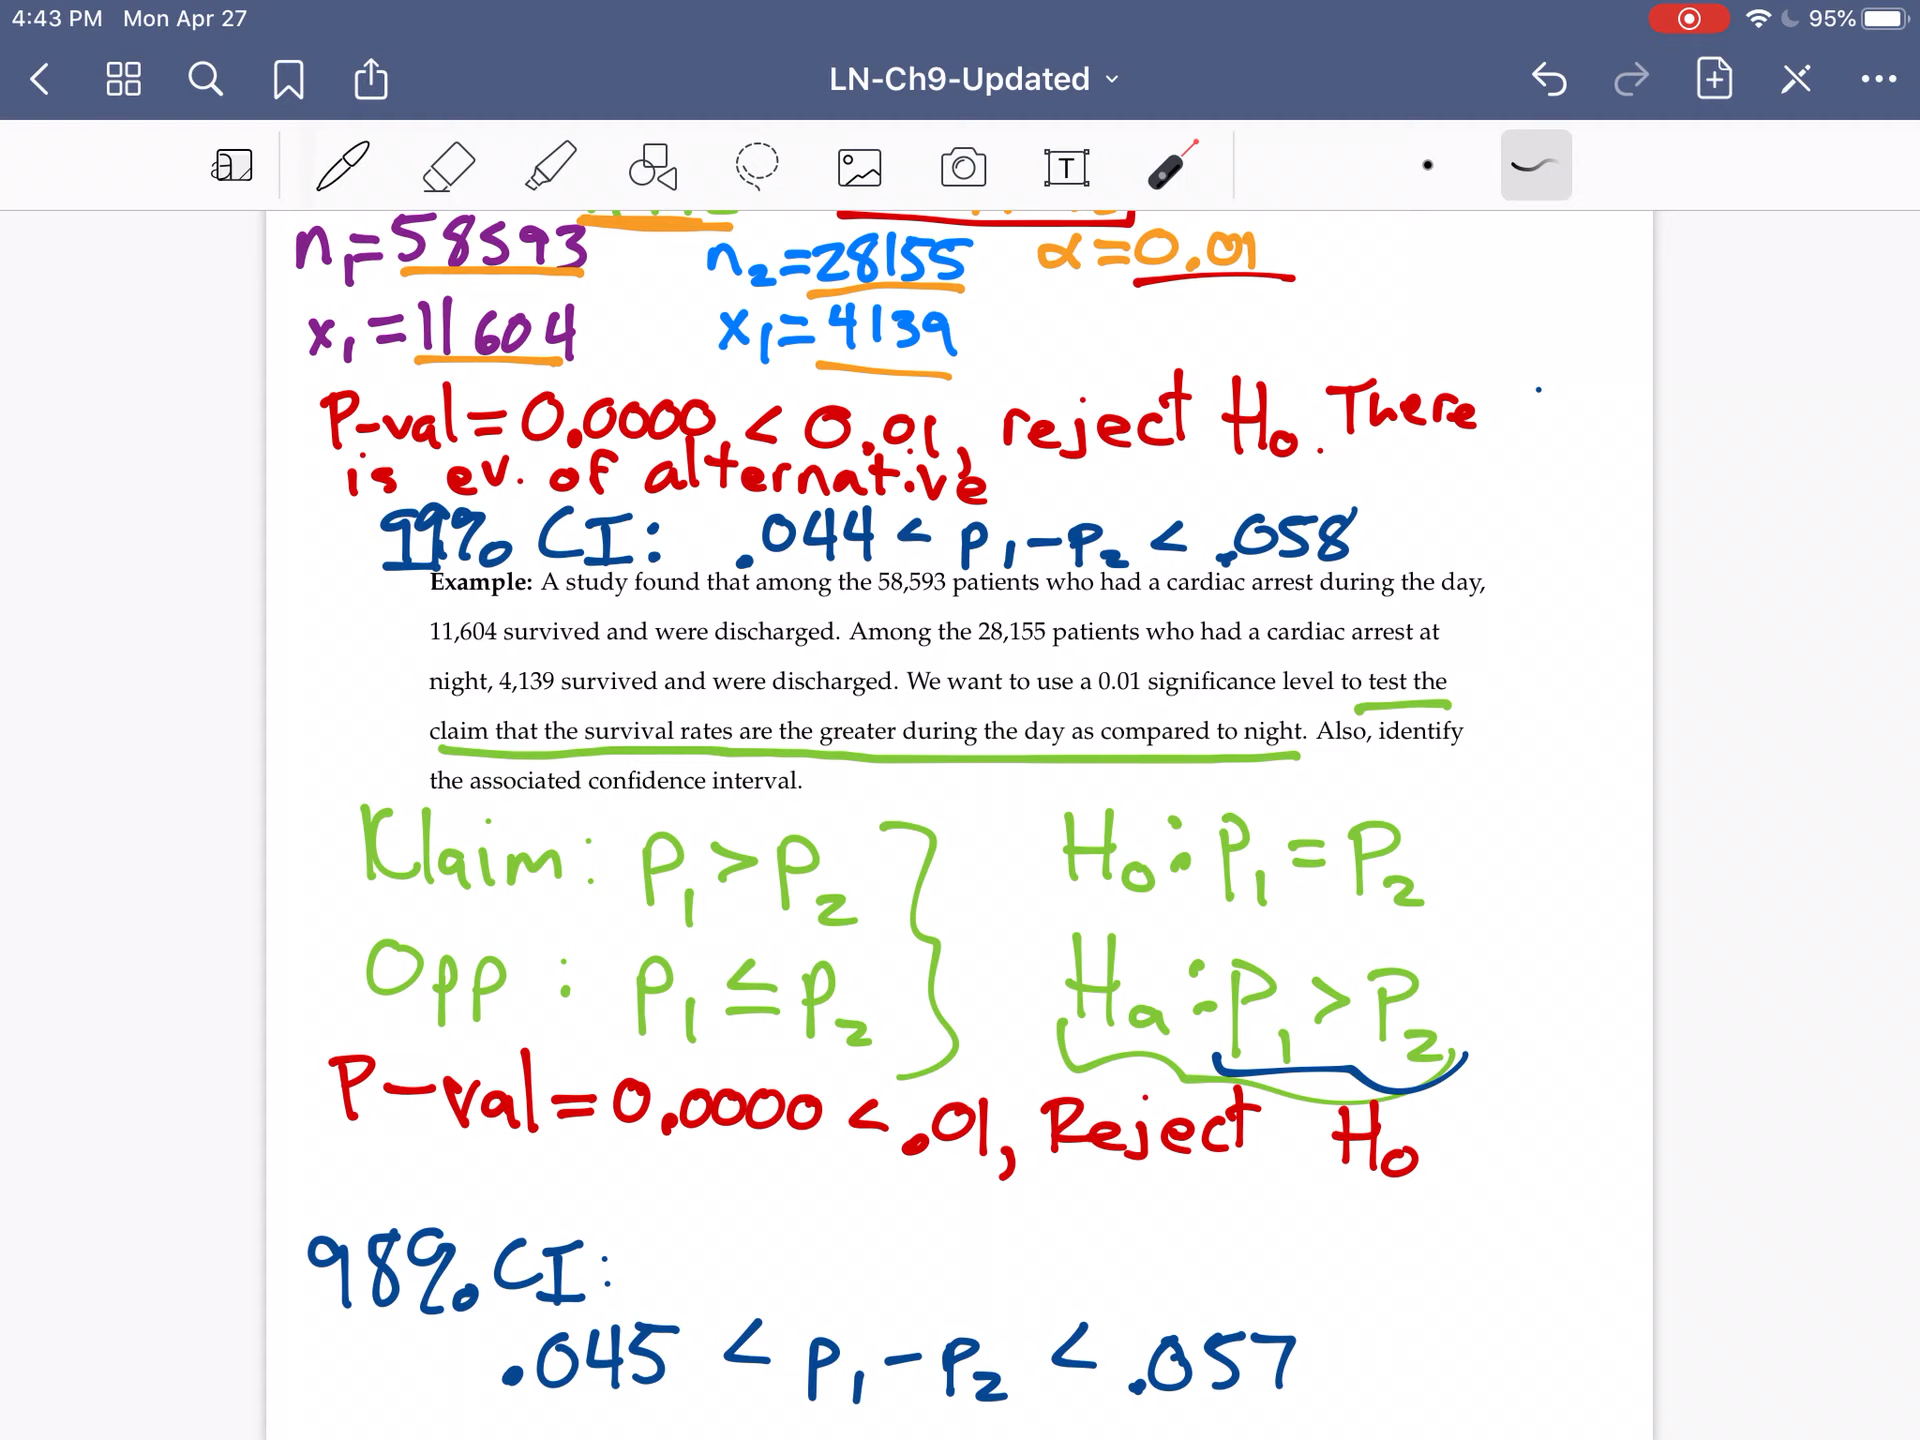 4:43 PM Mon Apr 27
95%
LN-Ch9-Updated
n₁=58593 n₂=28155 α=0.01
x₁=11604 x₁=4139
P-val=0.0000 < 0.01, reject H₀. There
is ev. of alternative
99% CI: .044 < p₁-p₂ < .058
Example: A study found that among the 58,593 patients who had a cardiac arrest during the day,
11,604 survived and were discharged. Among the 28,155 patients who had a cardiac arrest at
night, 4,139 survived and were discharged. We want to use a 0.01 significance level to test the
claim that the survival rates are the greater during the day as compared to night. Also, identify
the associated confidence interval.
Klaim: P₁ > P₂ H₀: P₁ = P₂
Opp : P₁ ≤ P₂ Ha: P₁ > P₂
P-val=0.0000 < .01, Reject H₀
98% CI:
.045 < p₁-p₂ < .057